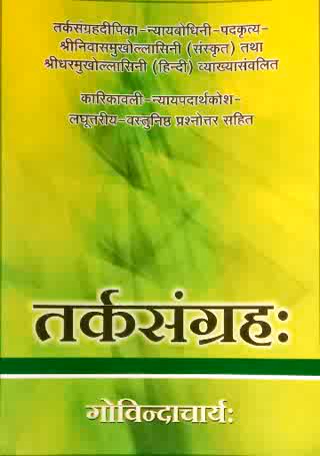 तर्कसंग्रहदीपिका-न्यायबोधिनी-पदकृत्य-
श्रीनिवासमुखोल्लासिनी (संस्कृत) तथा
श्रीधरमुखोल्लासिनी (हिन्दी) व्याख्यासंवलित
कारिकावली-न्यायपदार्थकोश-
लघूत्तरीय-वस्तुनिष्ठ प्रश्नोत्तर सहित
तर्कसंग्रहः
गोविन्दाचार्यः